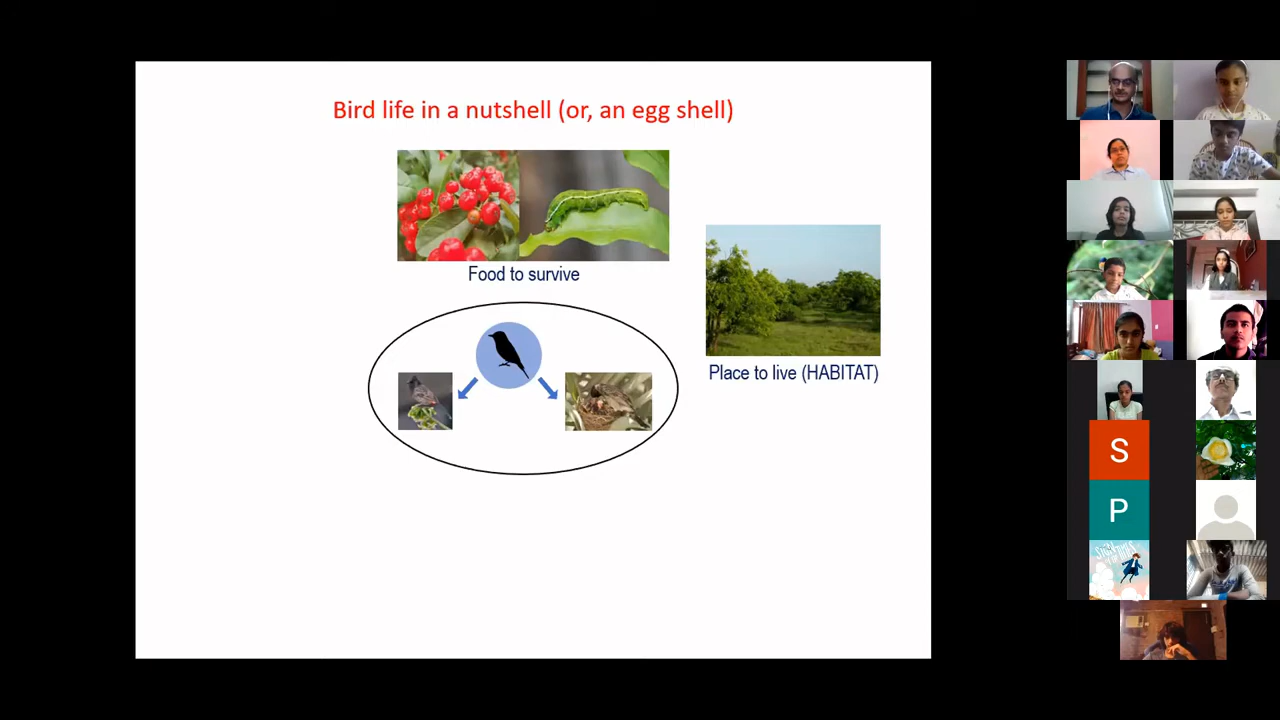 Bird life in a nutshell (or, an egg shell)
Food to survive
Place to live (HABITAT)
S
P